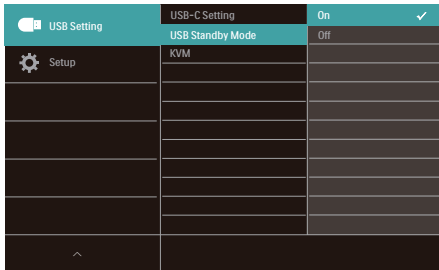 USB Setting
Setup
USB-C Setting
USB Standby Mode
KVM
On
Off